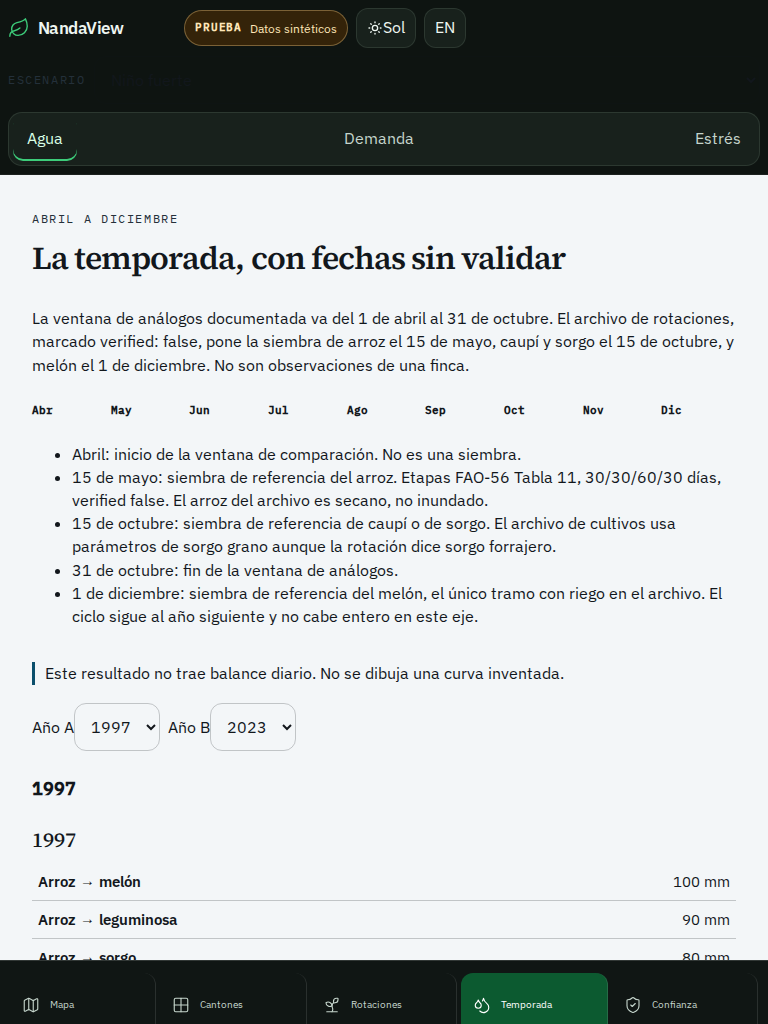 NandaView
PRUEBA Datos sintéticos
Sol
EN
ESCENARIO
Agua Demanda Estrés
ABRIL A DICIEMBRE
La temporada, con fechas sin validar
La ventana de análogos documentada va del 1 de abril al 31 de octubre. El archivo de rotaciones,
marcado verified: false, pone la siembra de arroz el 15 de mayo, caupí y sorgo el 15 de octubre, y
melón el 1 de diciembre. No son observaciones de una finca.
Abr May Jun Jul Ago Sep Oct Nov Dic
• Abril: inicio de la ventana de comparación. No es una siembra.
• 15 de mayo: siembra de referencia del arroz. Etapas FAO-56 Tabla 11, 30/30/60/30 días,
verified false. El arroz del archivo es secano, no inundado.
• 15 de octubre: siembra de referencia de caupí o de sorgo. El archivo de cultivos usa
parámetros de sorgo grano aunque la rotación dice sorgo forrajero.
• 31 de octubre: fin de la ventana de análogos.
• 1 de diciembre: siembra de referencia del melón, el único tramo con riego en el archivo. El
ciclo sigue al año siguiente y no cabe entero en este eje.
Este resultado no trae balance diario. No se dibuja una curva inventada.
Año A 1997 Año B 2023
1997
1997
Arroz → melón 100 mm
Arroz → leguminosa 90 mm
Arroz → sorgo 80 mm
Mapa Cantones Rotaciones Temporada Confianza